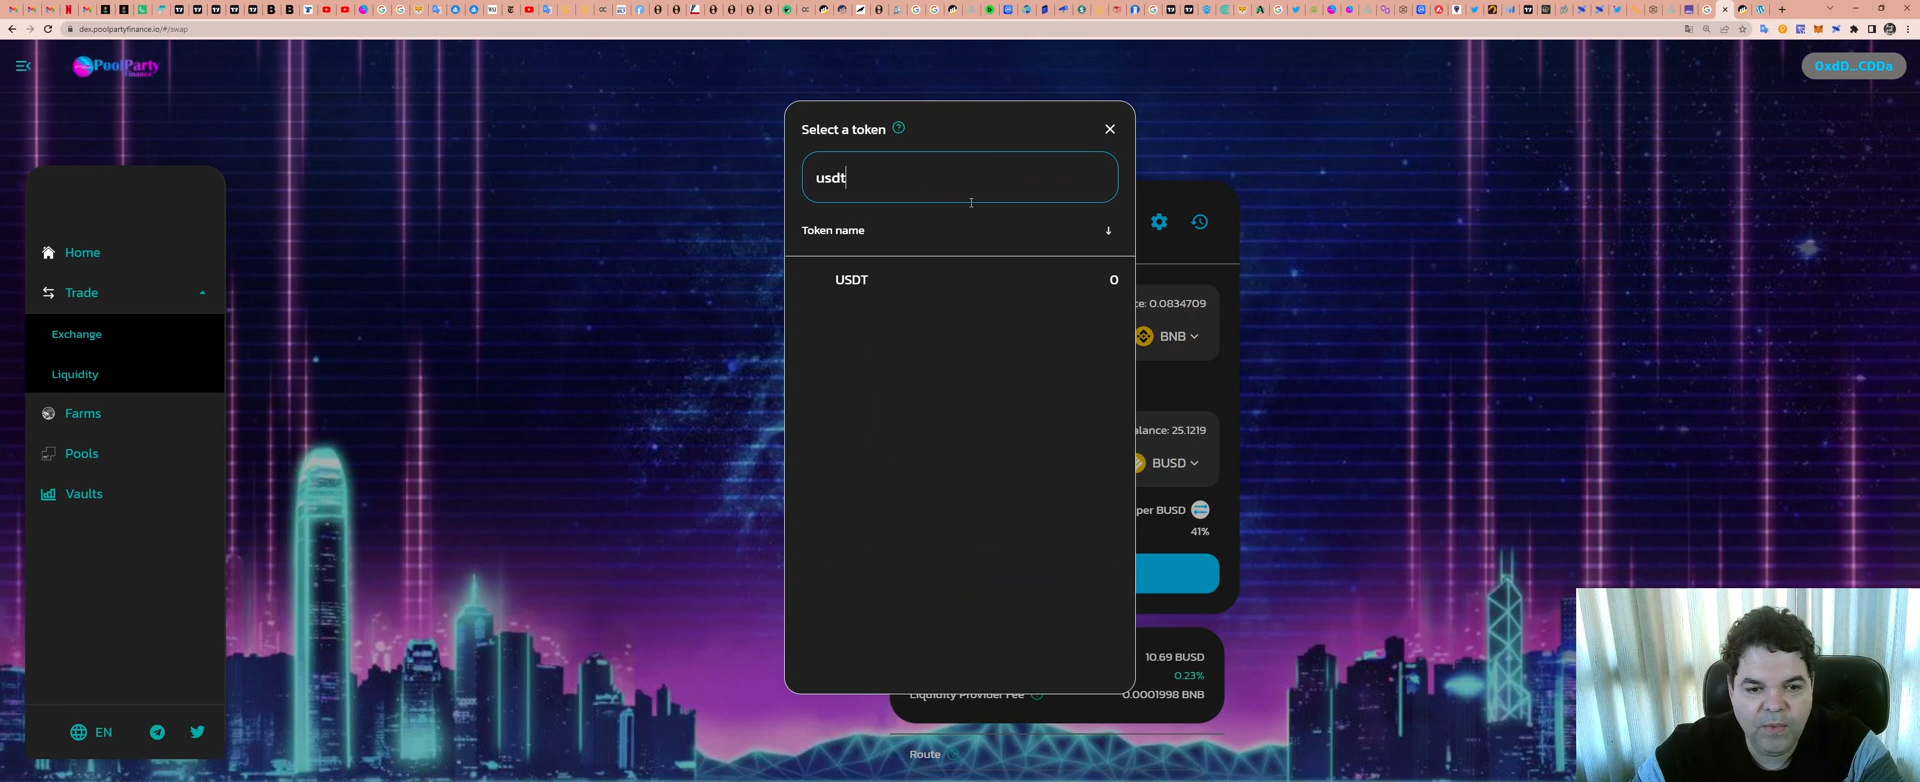 dex.poolpartyfinance.io/#/swap
PoolParty
Finance
0xdD...CDDa
Select a token
usdt
Token name
USDT 0
Home
Trade
Exchange
Liquidity
Farms
Pools
Vaults
EN
ce: 0.0834709
BNB
alance: 25.1219
BUSD
per BUSD
41%
10.69 BUSD
0.23%
Liquidity Provider Fee 0.0001998 BNB
Route